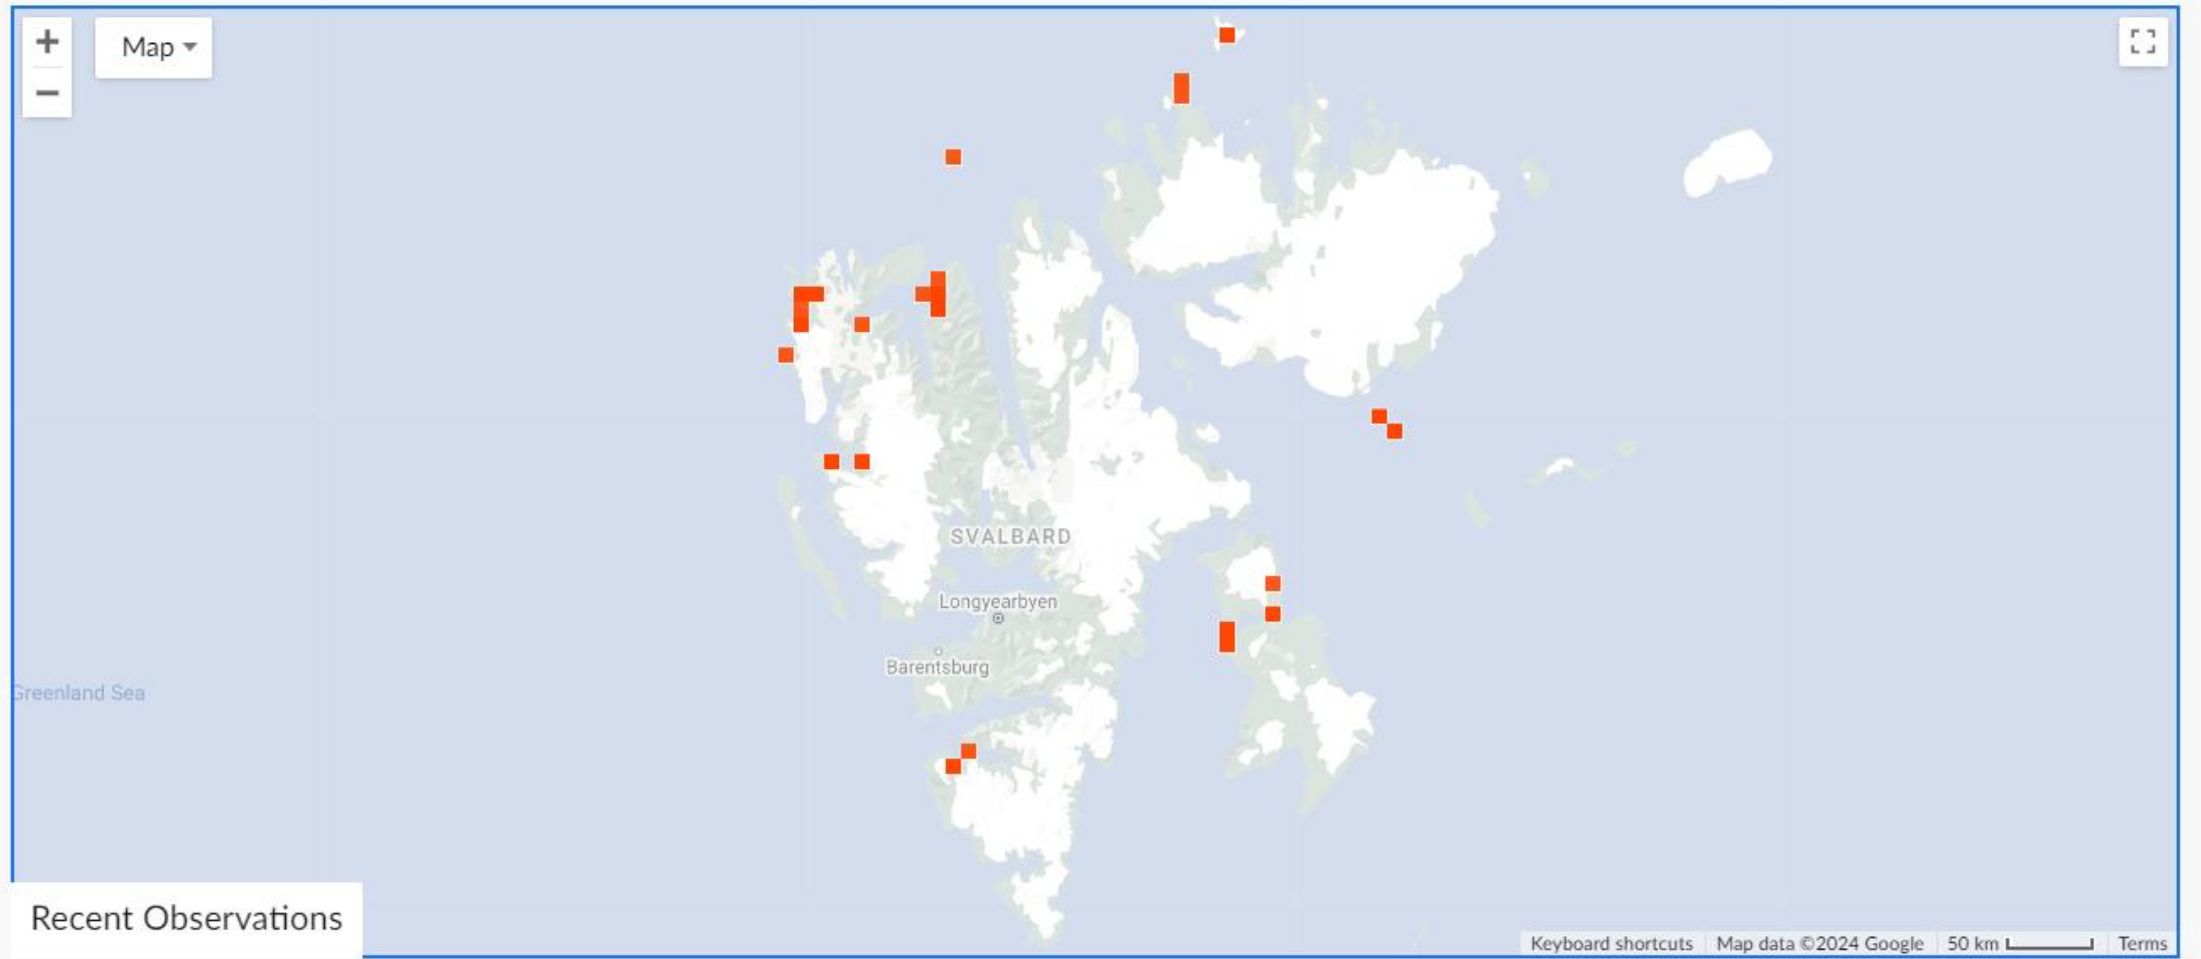 +
Map
−
SVALBARD
Longyearbyen
Barentsburg
Greenland Sea
Recent Observations
Keyboard shortcuts Map data ©2024 Google 50 km Terms